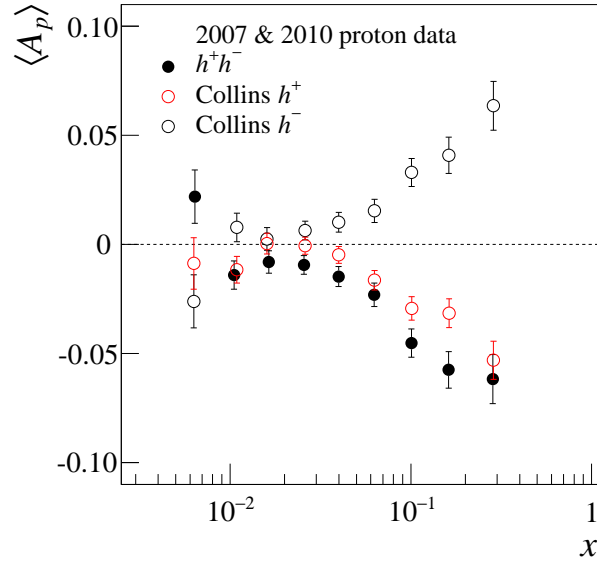 ⟨Aₚ⟩
0.10
2007 & 2010 proton data
h⁺h⁻
Collins h⁺
Collins h⁻
0.05
0
-0.05
-0.10
10⁻² 10⁻¹ 1
x